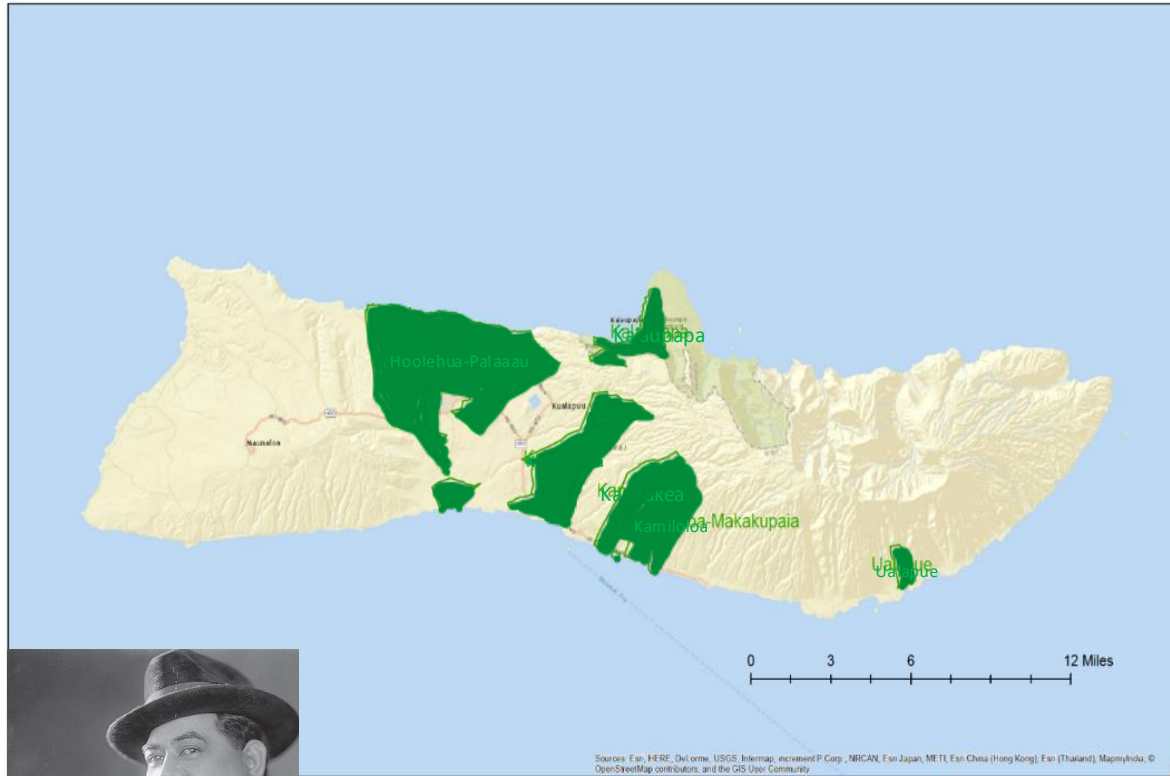 Kalaupapa
Hoolehua-Palaaau
Kualapuu
Maunaloa
Kamiloloa
oa-Makakupaia
Ualapue
0 3 6 12 Miles
Sources: Esri, HERE, DeLorme, USGS, Intermap, increment P Corp., NRCAN, Esri Japan, METI, Esri China (Hong Kong), Esri (Thailand), MapmyIndia, ©
OpenStreetMap contributors, and the GIS User Community